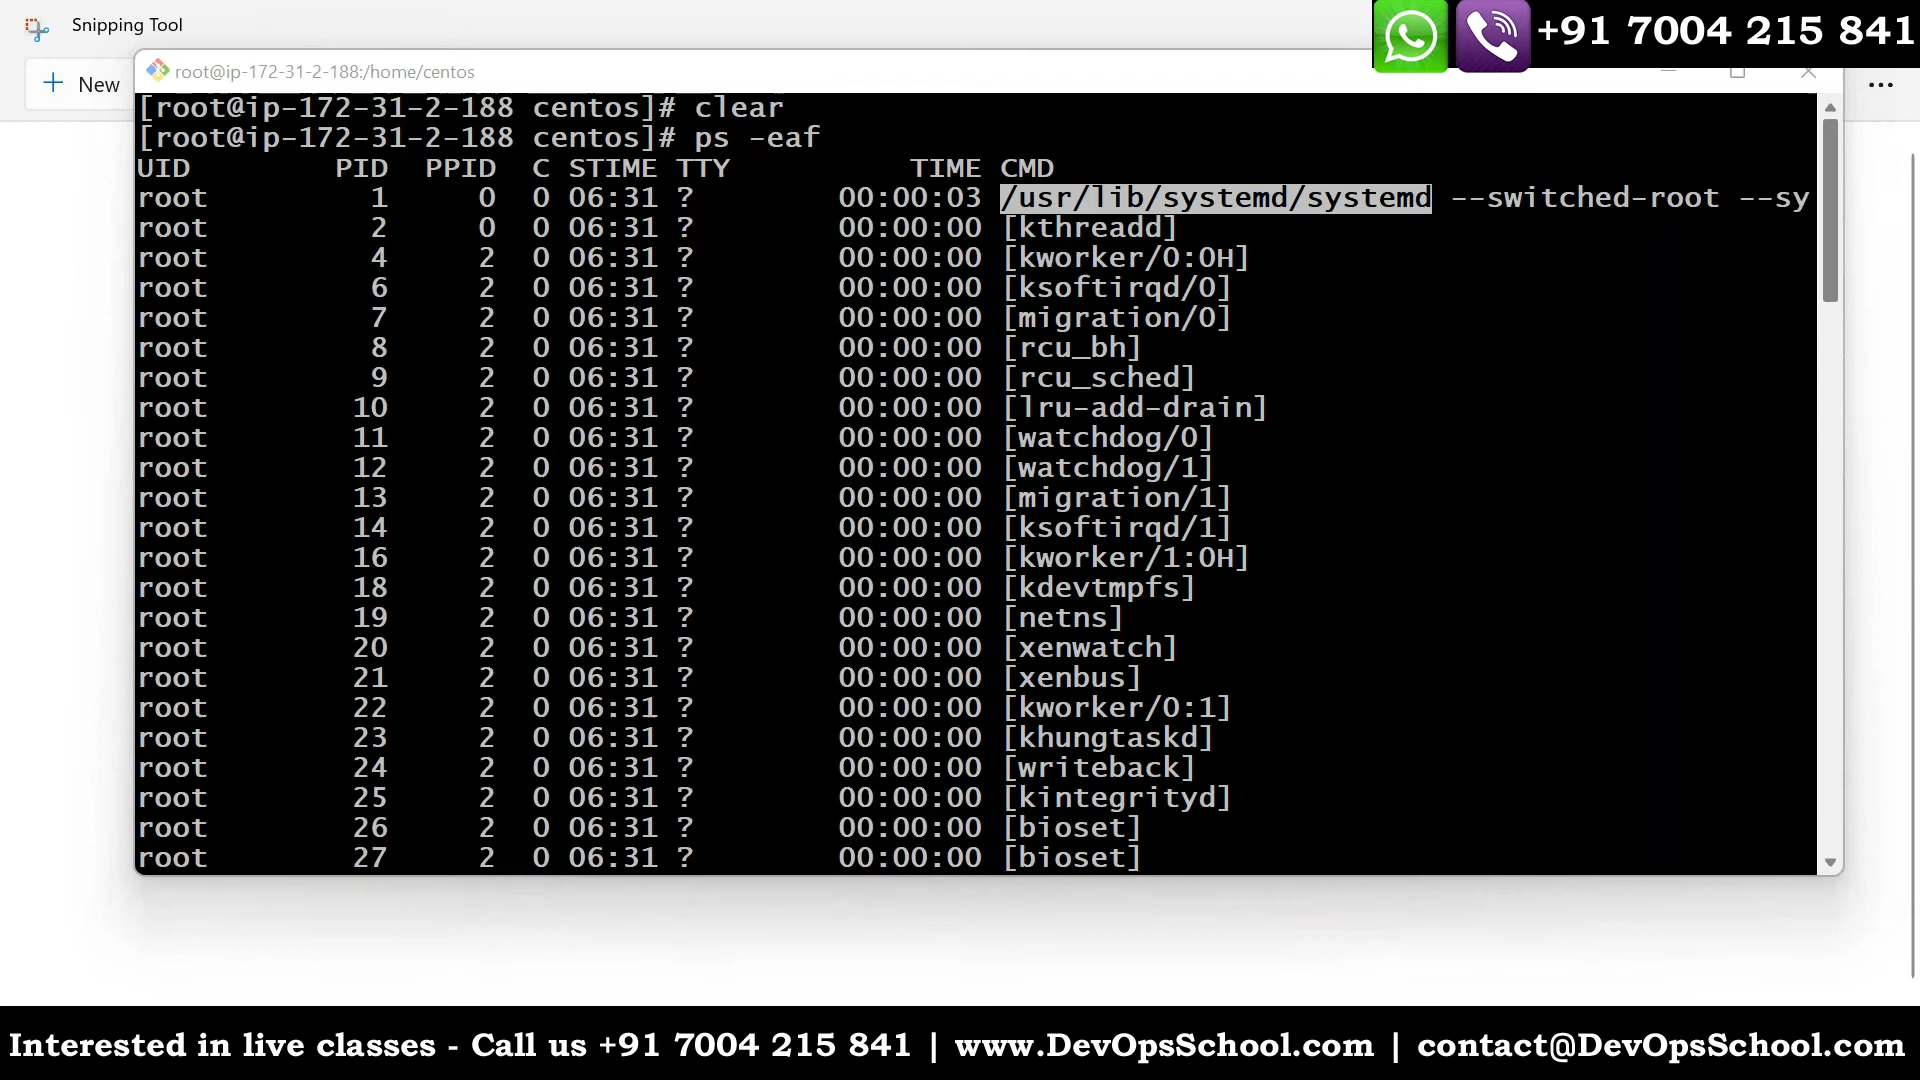 Snipping Tool
+91 7004 215 841
New
root@ip-172-31-2-188:/home/centos
[root@ip-172-31-2-188 centos]# clear
[root@ip-172-31-2-188 centos]# ps -eaf
UID PID PPID C STIME TTY TIME CMD
root 1 0 0 06:31 ? 00:00:03 /usr/lib/systemd/systemd --switched-root --sy
root 2 0 0 06:31 ? 00:00:00 [kthreadd]
root 4 2 0 06:31 ? 00:00:00 [kworker/0:0H]
root 6 2 0 06:31 ? 00:00:00 [ksoftirqd/0]
root 7 2 0 06:31 ? 00:00:00 [migration/0]
root 8 2 0 06:31 ? 00:00:00 [rcu_bh]
root 9 2 0 06:31 ? 00:00:00 [rcu_sched]
root 10 2 0 06:31 ? 00:00:00 [lru-add-drain]
root 11 2 0 06:31 ? 00:00:00 [watchdog/0]
root 12 2 0 06:31 ? 00:00:00 [watchdog/1]
root 13 2 0 06:31 ? 00:00:00 [migration/1]
root 14 2 0 06:31 ? 00:00:00 [ksoftirqd/1]
root 16 2 0 06:31 ? 00:00:00 [kworker/1:0H]
root 18 2 0 06:31 ? 00:00:00 [kdevtmpfs]
root 19 2 0 06:31 ? 00:00:00 [netns]
root 20 2 0 06:31 ? 00:00:00 [xenwatch]
root 21 2 0 06:31 ? 00:00:00 [xenbus]
root 22 2 0 06:31 ? 00:00:00 [kworker/0:1]
root 23 2 0 06:31 ? 00:00:00 [khungtaskd]
root 24 2 0 06:31 ? 00:00:00 [writeback]
root 25 2 0 06:31 ? 00:00:00 [kintegrityd]
root 26 2 0 06:31 ? 00:00:00 [bioset]
root 27 2 0 06:31 ? 00:00:00 [bioset]
Interested in live classes - Call us +91 7004 215 841 | www.DevOpsSchool.com | contact@DevOpsSchool.com